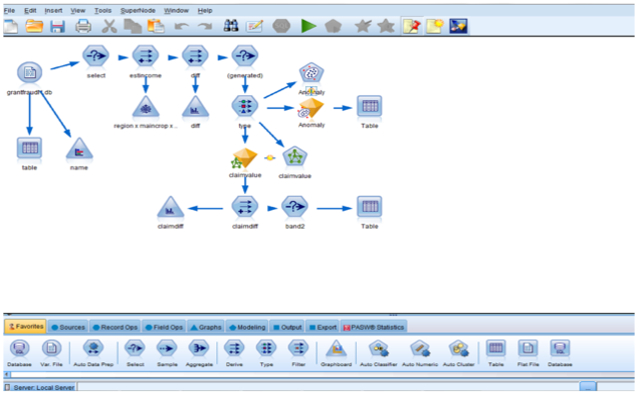 File Edit Insert View Tools SuperNode Window Help
select estincome diff (generated)
grantfraudN.db Anomaly
region x maincrop x... diff type Anomaly Table
table name claimvalue claimvalue
claimdiff claimdiff band2 Table
Favorites Sources Record Ops Field Ops Graphs Modeling Output Export PASW® Statistics
Database Var. File Auto Data Prep Select Sample Aggregate Derive Type Filter Graphboard Auto Classifier Auto Numeric Auto Cluster Table Flat File Database
Server: Local Server